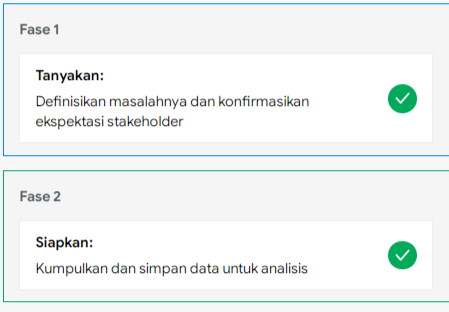 Fase 1
Tanyakan:
Definisikan masalahnya dan konfirmasikan
ekspektasi stakeholder
Fase 2
Siapkan:
Kumpulkan dan simpan data untuk analisis